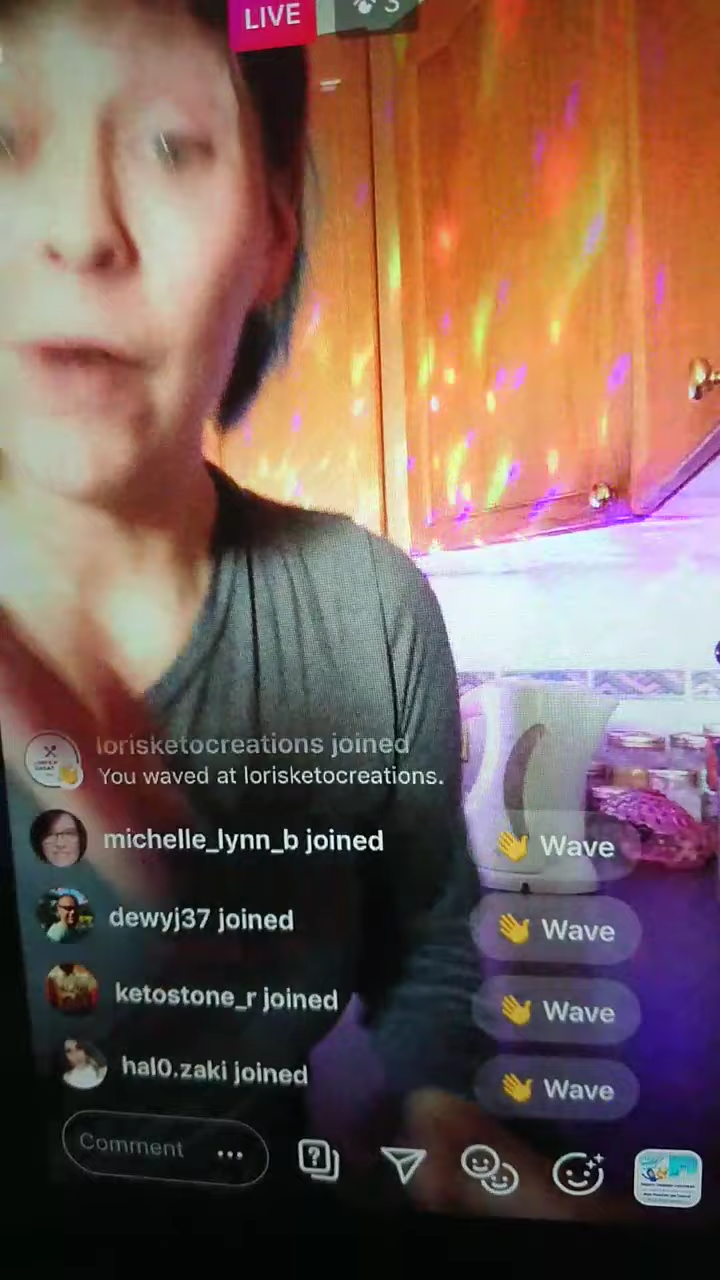 LIVE
3
lorisketocreations joined
You waved at lorisketocreations.
michelle_lynn_b joined
Wave
dewyj37 joined
Wave
ketostone_r joined
Wave
hal0.zaki joined
Wave
Comment
?